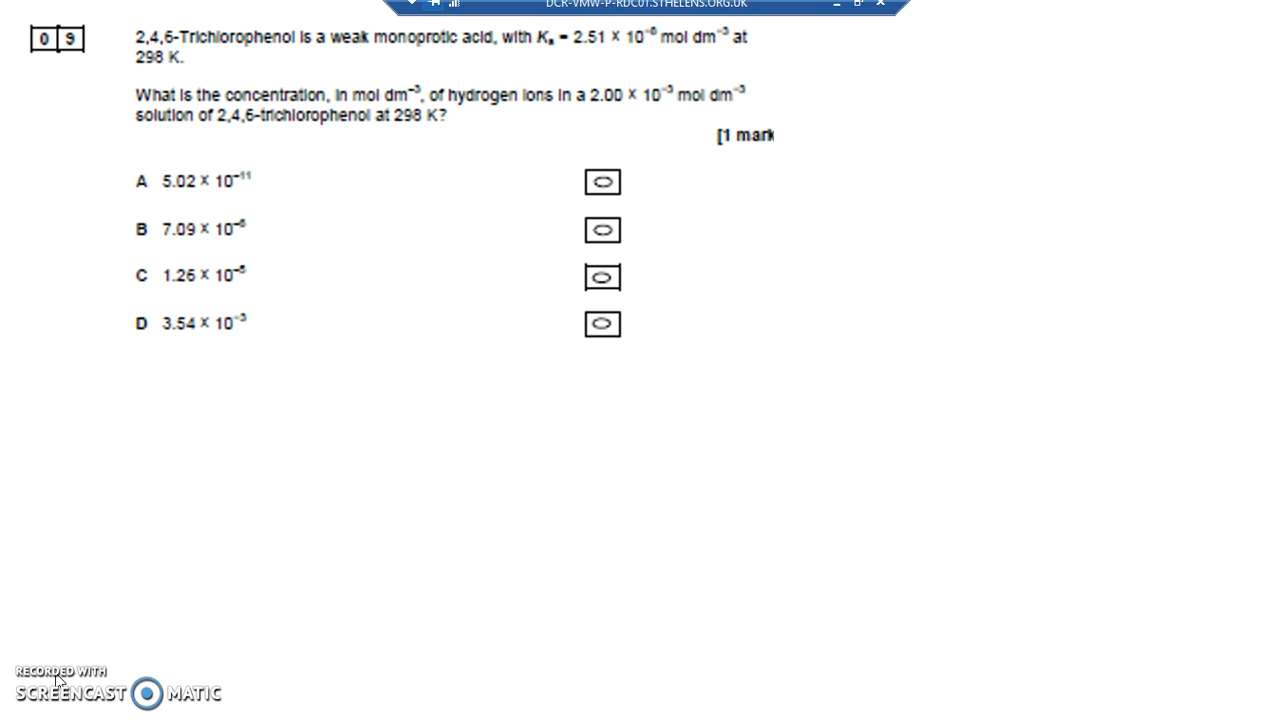 DCR-VMW-P-RDC01.STHELENS.ORG.UK
0 9
2,4,6-Trichlorophenol is a weak monoprotic acid, with Kₐ = 2.51 × 10⁻⁶ mol dm⁻³ at
298 K.
What is the concentration, in mol dm⁻³, of hydrogen ions in a 2.00 × 10⁻³ mol dm⁻³
solution of 2,4,6-trichlorophenol at 298 K?
[1 mark
A 5.02 × 10⁻¹¹
B 7.09 × 10⁻⁵
C 1.26 × 10⁻⁵
D 3.54 × 10⁻³
RECORDED WITH
SCREENCAST MATIC